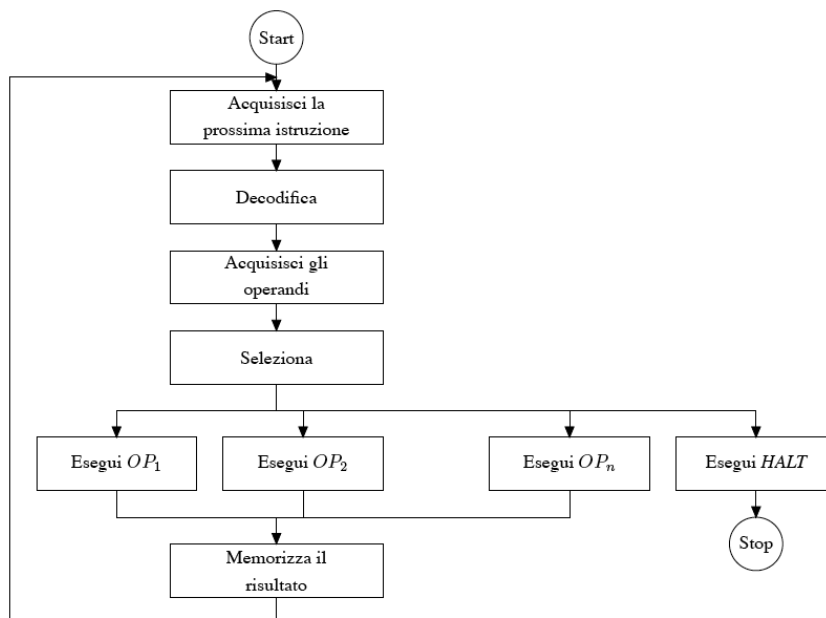 Start
Acquisisci la
prossima istruzione
Decodifica
Acquisisci gli
operandi
Seleziona
Esegui OP₁
Esegui OP₂
Esegui OPₙ
Esegui HALT
Memorizza il
risultato
Stop